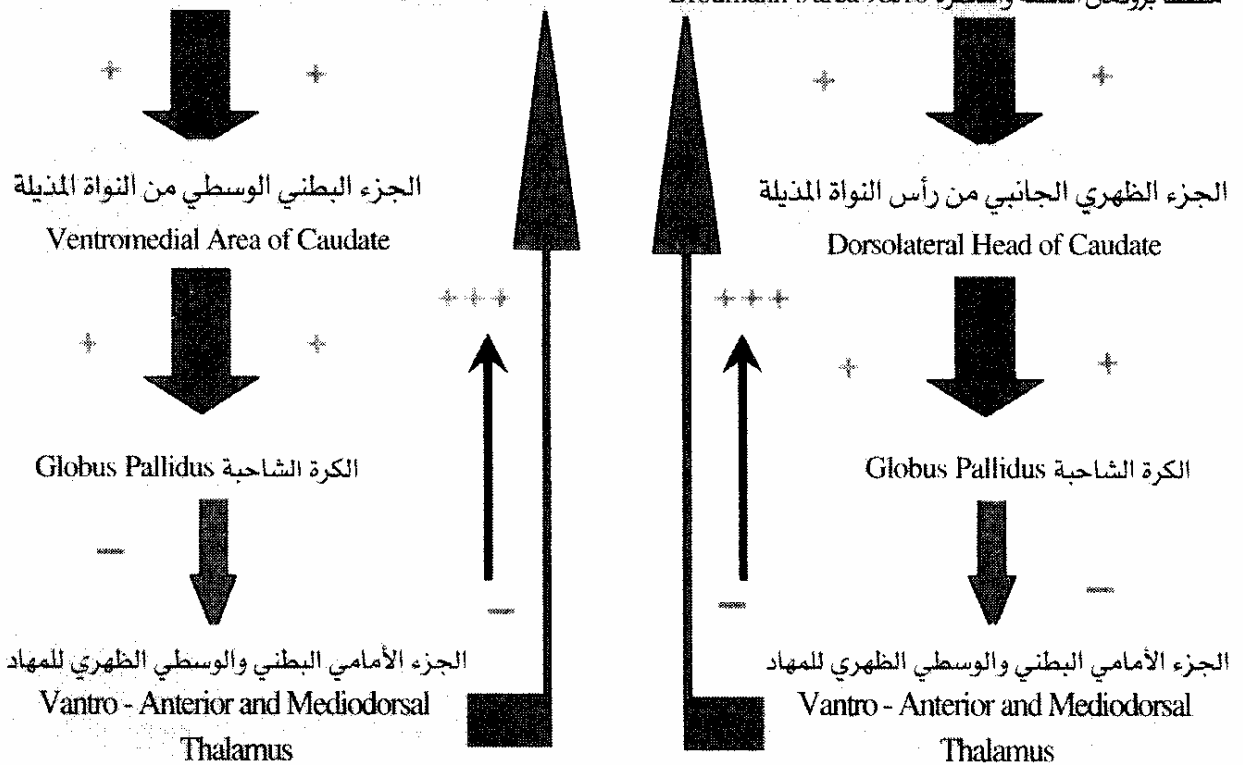 + +
الجزء الظهري الجانبي من رأس النواة المذيلة
Dorsolateral Head of Caudate
+++
+ +
الكرة الشاحبة Globus Pallidus
− −
الجزء الأمامي البطني والوسطي الظهري للمهاد
Vantro - Anterior and Mediodorsal
Thalamus
+ +
الجزء البطني الوسطي من النواة المذيلة
Ventromedial Area of Caudate
+++
+ +
الكرة الشاحبة Globus Pallidus
− −
الجزء الأمامي البطني والوسطي الظهري للمهاد
Vantro - Anterior and Mediodorsal
Thalamus